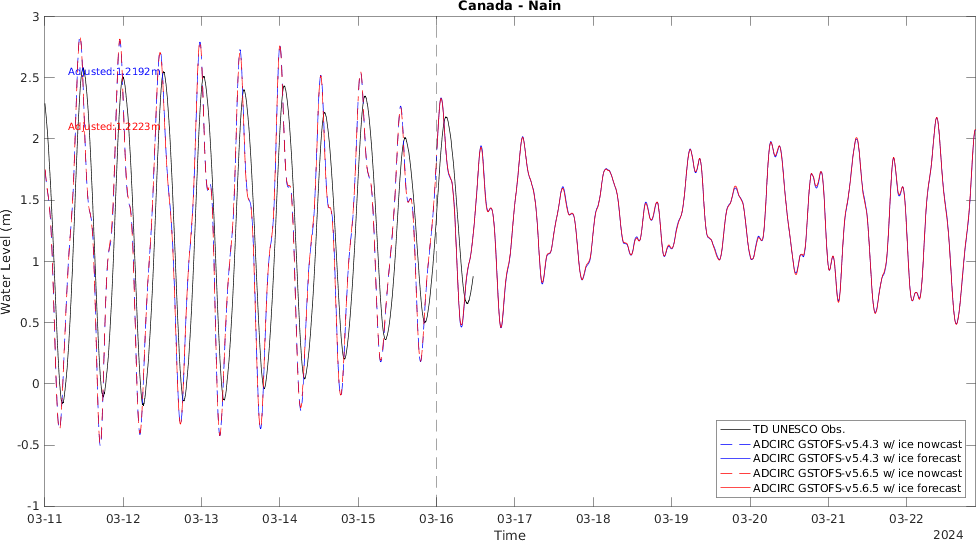 Canada - Nain
3
2.5
2
1.5
1
0.5
0
-0.5
-1
Water Level (m)
Adjusted:1.2192m
Adjusted:1.2223m
TD UNESCO Obs.
ADCIRC GSTOFS-v5.4.3 w/ ice nowcast
ADCIRC GSTOFS-v5.4.3 w/ ice forecast
ADCIRC GSTOFS-v5.6.5 w/ ice nowcast
ADCIRC GSTOFS-v5.6.5 w/ ice forecast
03-11 03-12 03-13 03-14 03-15 03-16 03-17 03-18 03-19 03-20 03-21 03-22
Time
2024